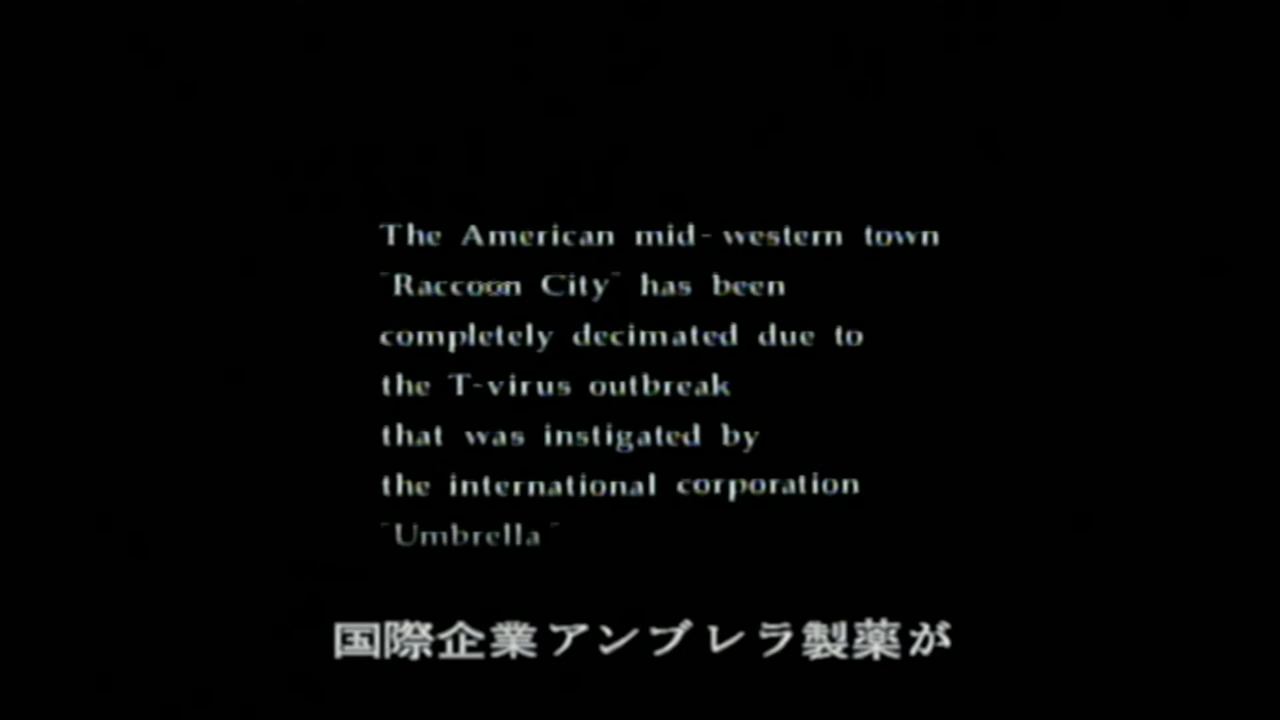 The American mid-western town
"Raccoon City" has been
completely decimated due to
the T-virus outbreak
that was instigated by
the international corporation
"Umbrella"
国際企業アンブレラ製薬が